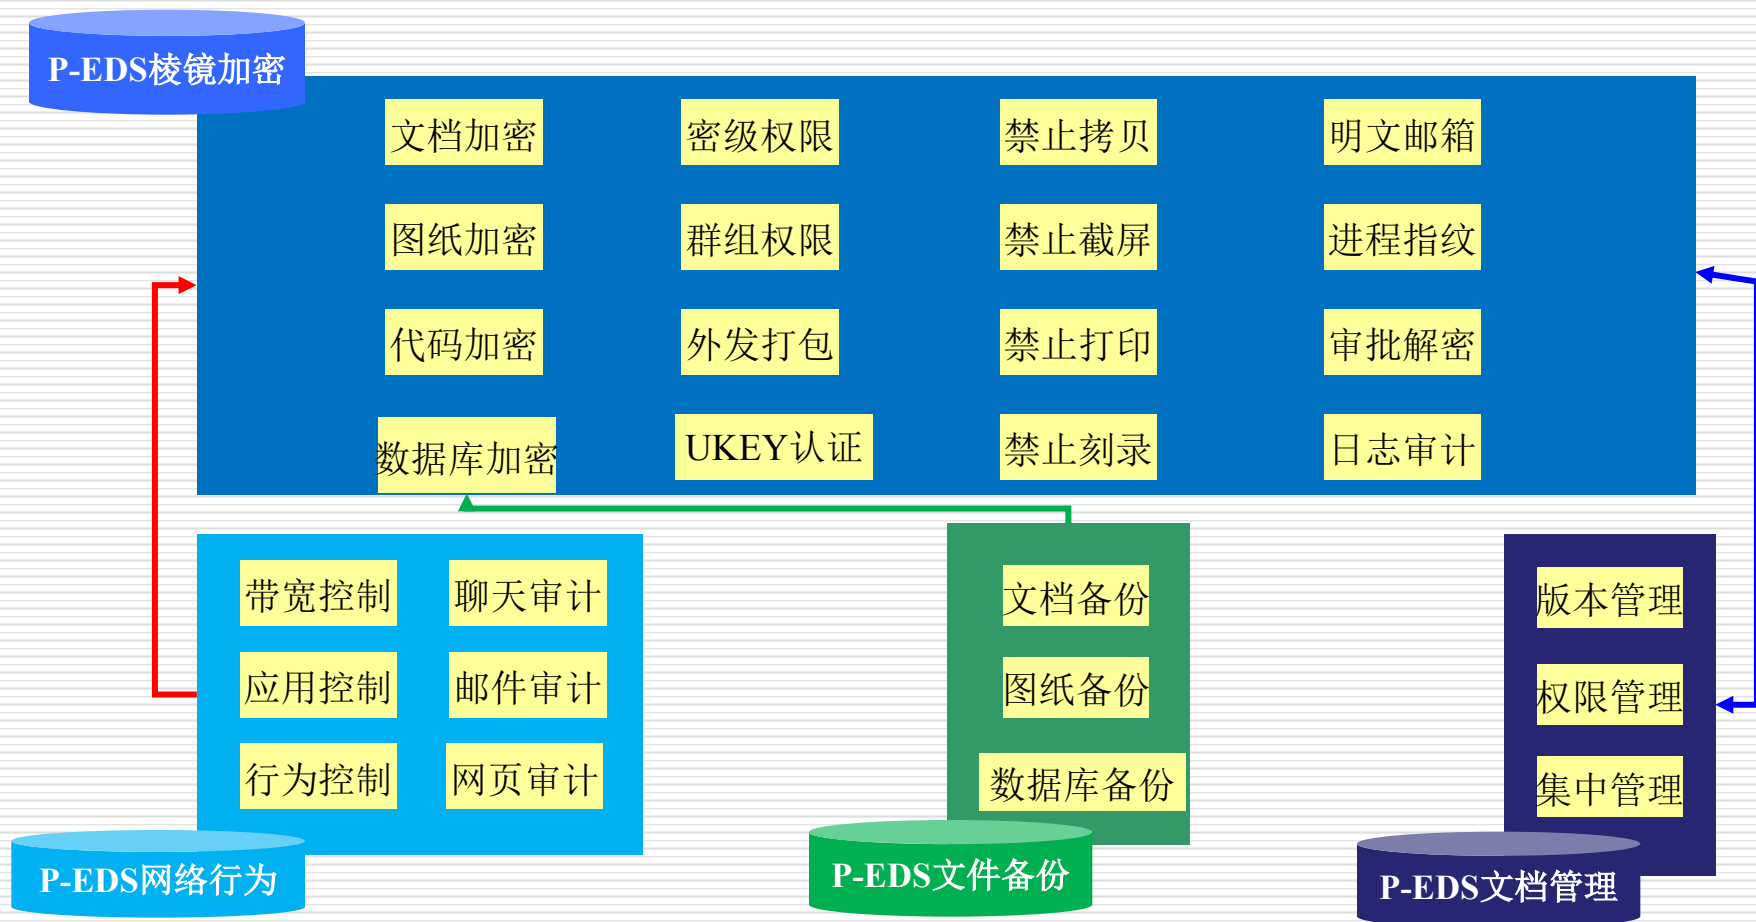 P-EDS棱镜加密
文档加密
密级权限
禁止拷贝
明文邮箱
图纸加密
群组权限
禁止截屏
进程指纹
代码加密
外发打包
禁止打印
审批解密
数据库加密
UKEY认证
禁止刻录
日志审计
带宽控制
聊天审计
应用控制
邮件审计
行为控制
网页审计
P-EDS网络行为
文档备份
图纸备份
数据库备份
P-EDS文件备份
版本管理
权限管理
集中管理
P-EDS文档管理